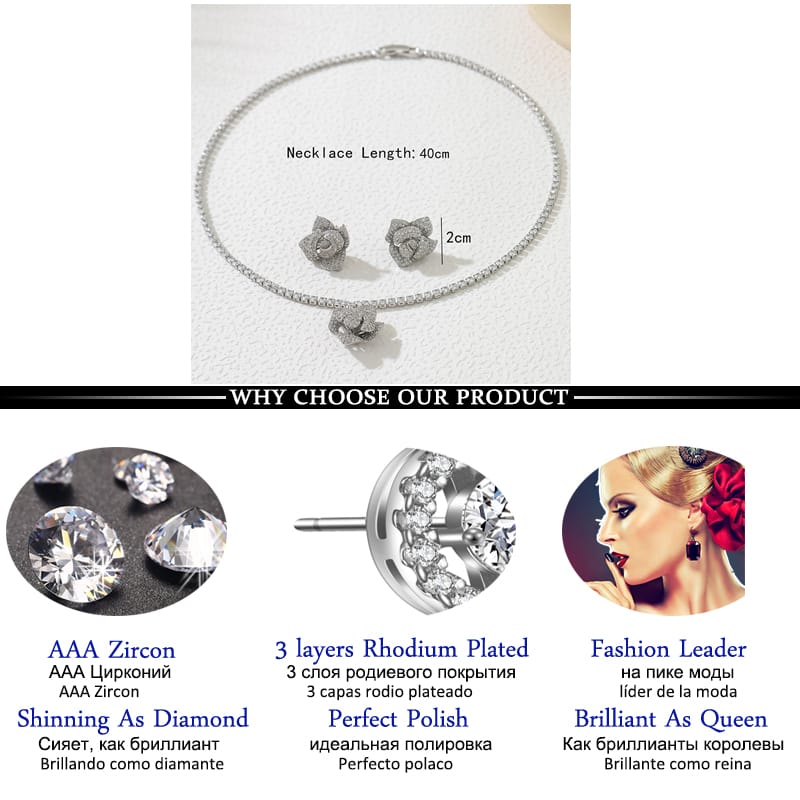 Necklace Length: 40cm
2cm
WHY CHOOSE OUR PRODUCT
AAA Zircon
AAA Цирконий
AAA Zircon
Shinning As Diamond
Сияет, как бриллиант
Brillando como diamante
3 layers Rhodium Plated
3 слоя родиевого покрытия
3 capas rodio plateado
Perfect Polish
идеальная полировка
Perfecto polaco
Fashion Leader
на пике моды
líder de la moda
Brilliant As Queen
Как бриллианты королевы
Brillante como reina